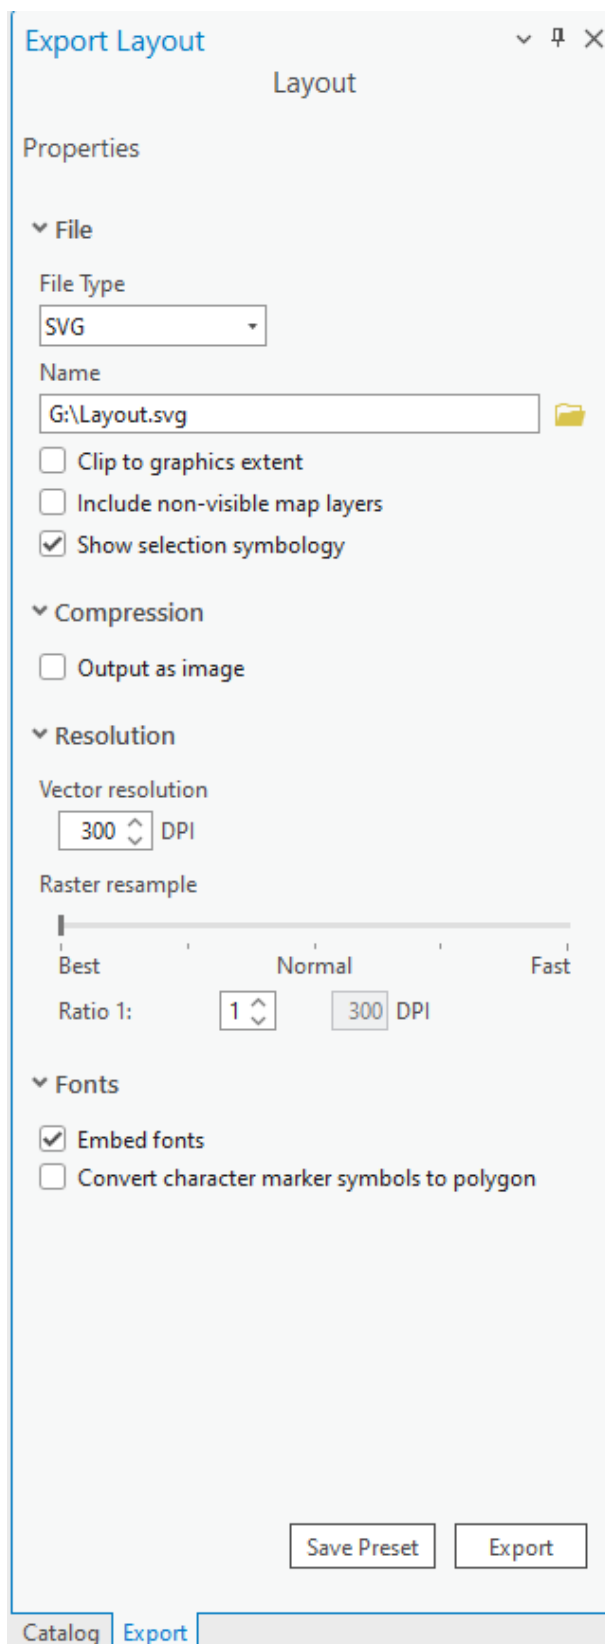 Export Layout
Layout
Properties
File
File Type
SVG
Name
G:\Layout.svg
Clip to graphics extent
Include non-visible map layers
Show selection symbology
Compression
Output as image
Resolution
Vector resolution
300 DPI
Raster resample
Best Normal Fast
Ratio 1: 1 300 DPI
Fonts
Embed fonts
Convert character marker symbols to polygon
Save Preset Export
Catalog Export